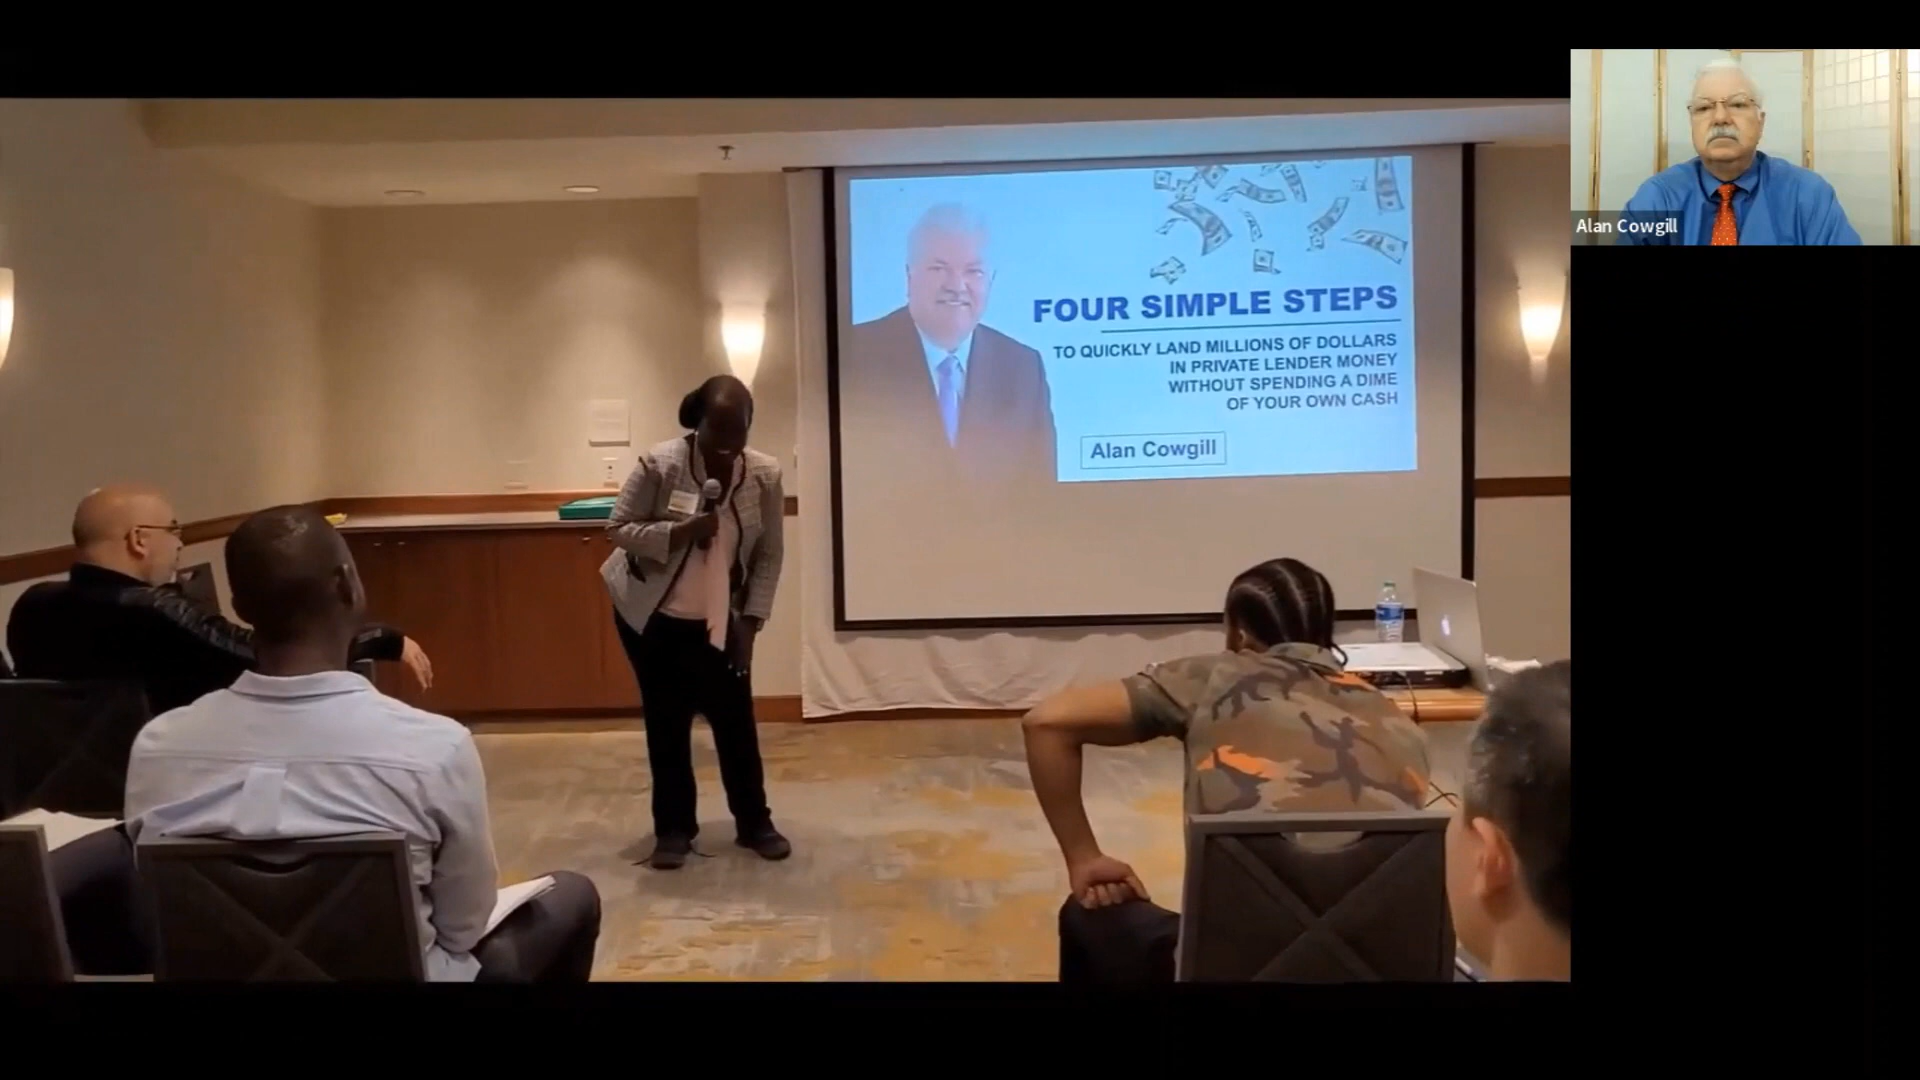 FOUR SIMPLE STEPS
TO QUICKLY LAND MILLIONS OF DOLLARS
IN PRIVATE LENDER MONEY
WITHOUT SPENDING A DIME
OF YOUR OWN CASH
Alan Cowgill
Alan Cowgill